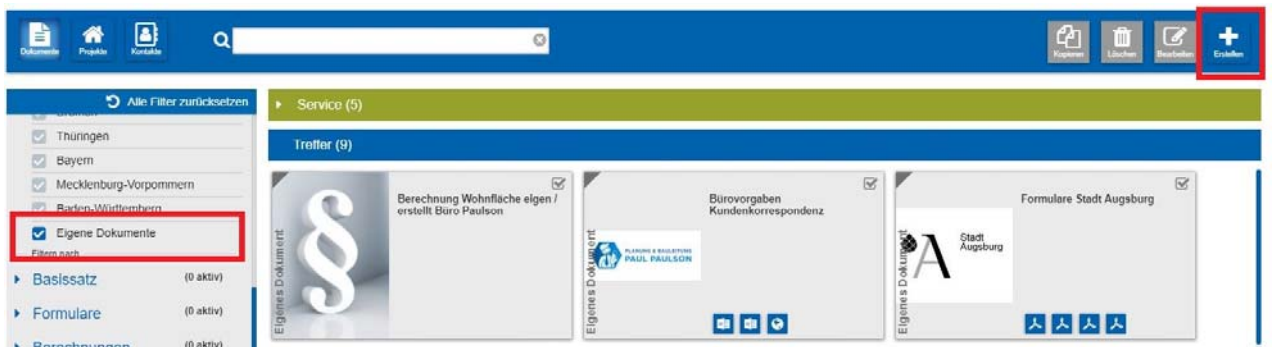 Dokumente
Projekte
Kontakte
Kopieren
Löschen
Bearbeiten
Erstellen
Alle Filter zurücksetzen
Thüringen
Bayern
Mecklenburg-Vorpommern
Baden-Württemberg
Eigene Dokumente
Filtern nach
Basissatz (0 aktiv)
Formulare (0 aktiv)
Berechnungen (0 aktiv)
Service (5)
Treffer (9)
Eigenes Dokument
§
Berechnung Wohnfläche eigen /
erstellt Büro Paulson
Eigenes Dokument
Bürovorgaben
Kundenkorrespondenz
PLANUNG & BAULEITUNG
PAUL PAULSON
Eigenes Dokument
Formulare Stadt Augsburg
A
Stadt
Augsburg